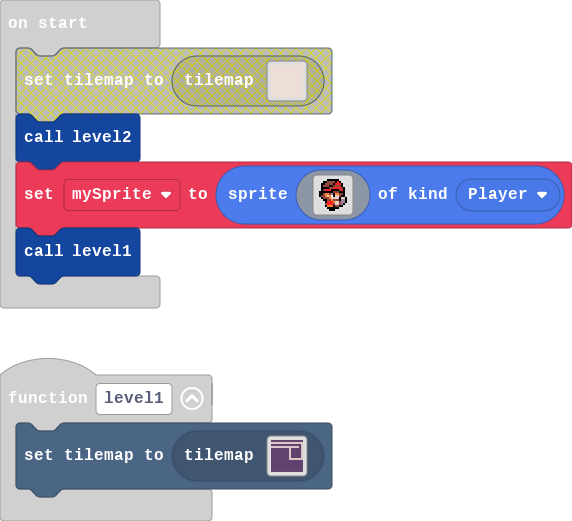 on start
set tilemap to tilemap
call level2
set mySprite to sprite of kind Player
call level1
function level1
set tilemap to tilemap